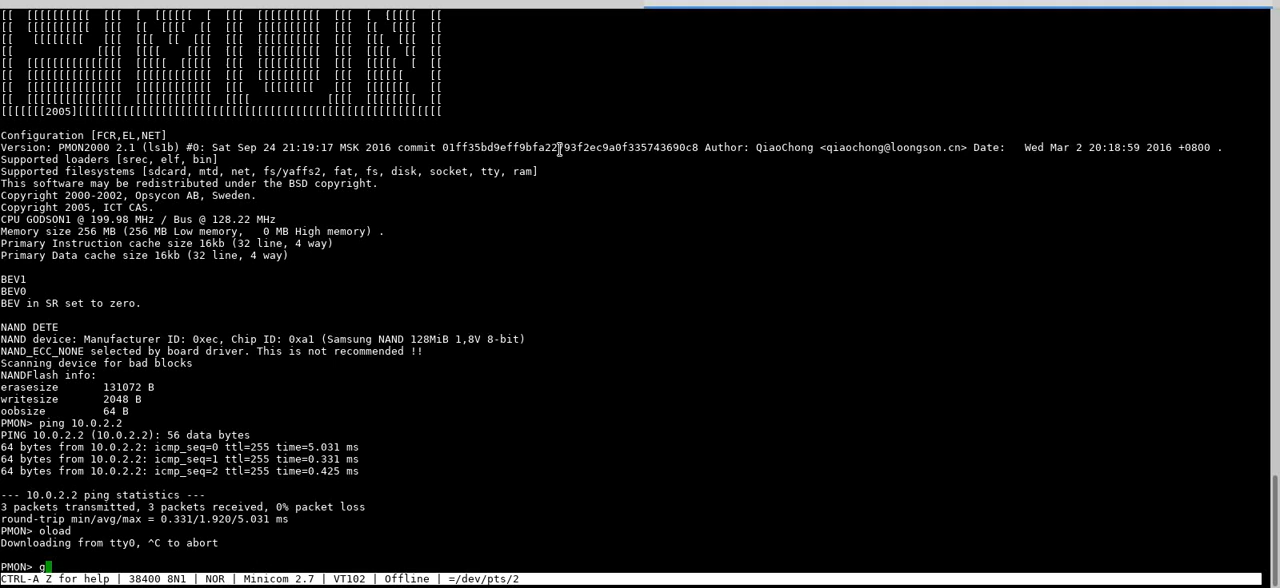 [[  [[[[[[[[[[  [[[  [  [[[[[[  [  [[[  [[[[[[[[[[  [[[  [  [[[[[  [[
[[  [[[[[[[[[[  [[[  [[  [[[[  [[  [[[  [[[[[[[[[[  [[[  [[  [[[[  [[
[[   [[[[[[[[   [[[  [[[  [[  [[[  [[[  [[[[[[[[[[  [[[  [[[  [[[  [[
[[             [[[[  [[[[    [[[[  [[[  [[[[[[[[[[  [[[  [[[[  [[  [[
[[  [[[[[[[[[[[[[[[  [[[[[  [[[[[  [[[  [[[[[[[[[[  [[[  [[[[[  [  [[
[[  [[[[[[[[[[[[[[[  [[[[[[[[[[[[  [[[  [[[[[[[[[[  [[[  [[[[[[    [[
[[  [[[[[[[[[[[[[[[  [[[[[[[[[[[[  [[[   [[[[[[[[   [[[  [[[[[[[   [[
[[  [[[[[[[[[[[[[[[  [[[[[[[[[[[[  [[[[            [[[[  [[[[[[[[  [[
[[[[[[[2005][[[[[[[[[[[[[[[[[[[[[[[[[[[[[[[[[[[[[[[[[[[[[[[[[[[[[[[[[
Configuration [FCR,EL,NET]
Version: PMON2000 2.1 (ls1b) #0: Sat Sep 24 21:19:17 MSK 2016 commit Author: QiaoChong <qiaochong@loongson.cn> Date:   Wed Mar 2 20:18:59 2016 +0800 .
Supported loaders [srec, elf, bin]
Supported filesystems [sdcard, mtd, net, fs/yaffs2, fat, fs, disk, socket, tty, ram]
This software may be redistributed under the BSD copyright.
Copyright 2000-2002, Opsycon AB, Sweden.
Copyright 2005, ICT CAS.
CPU GODSON1 @ 199.98 MHz / Bus @ 128.22 MHz
Memory size 256 MB (256 MB Low memory,   0 MB High memory) .
Primary Instruction cache size 16kb (32 line, 4 way)
Primary Data cache size 16kb (32 line, 4 way)
BEV1
BEV0
BEV in SR set to zero.
NAND DETE
NAND device: Manufacturer ID: 0xec, Chip ID: 0xa1 (Samsung NAND 128MiB 1,8V 8-bit)
NAND_ECC_NONE selected by board driver. This is not recommended !!
Scanning device for bad blocks
NANDFlash info:
erasesize       131072 B
writesize       2048 B
oobsize         64 B
PMON> ping 10.0.2.2
PING 10.0.2.2 (10.0.2.2): 56 data bytes
64 bytes from 10.0.2.2: icmp_seq=0 ttl=255 time=5.031 ms
64 bytes from 10.0.2.2: icmp_seq=1 ttl=255 time=0.331 ms
64 bytes from 10.0.2.2: icmp_seq=2 ttl=255 time=0.425 ms
--- 10.0.2.2 ping statistics ---
3 packets transmitted, 3 packets received, 0% packet loss
round-trip min/avg/max = 0.331/1.920/5.031 ms
PMON> oload
Downloading from tty0, ^C to abort
PMON> g
CTRL-A Z for help | 38400 8N1 | NOR | Minicom 2.7 | VT102 | Offline | =/dev/pts/2